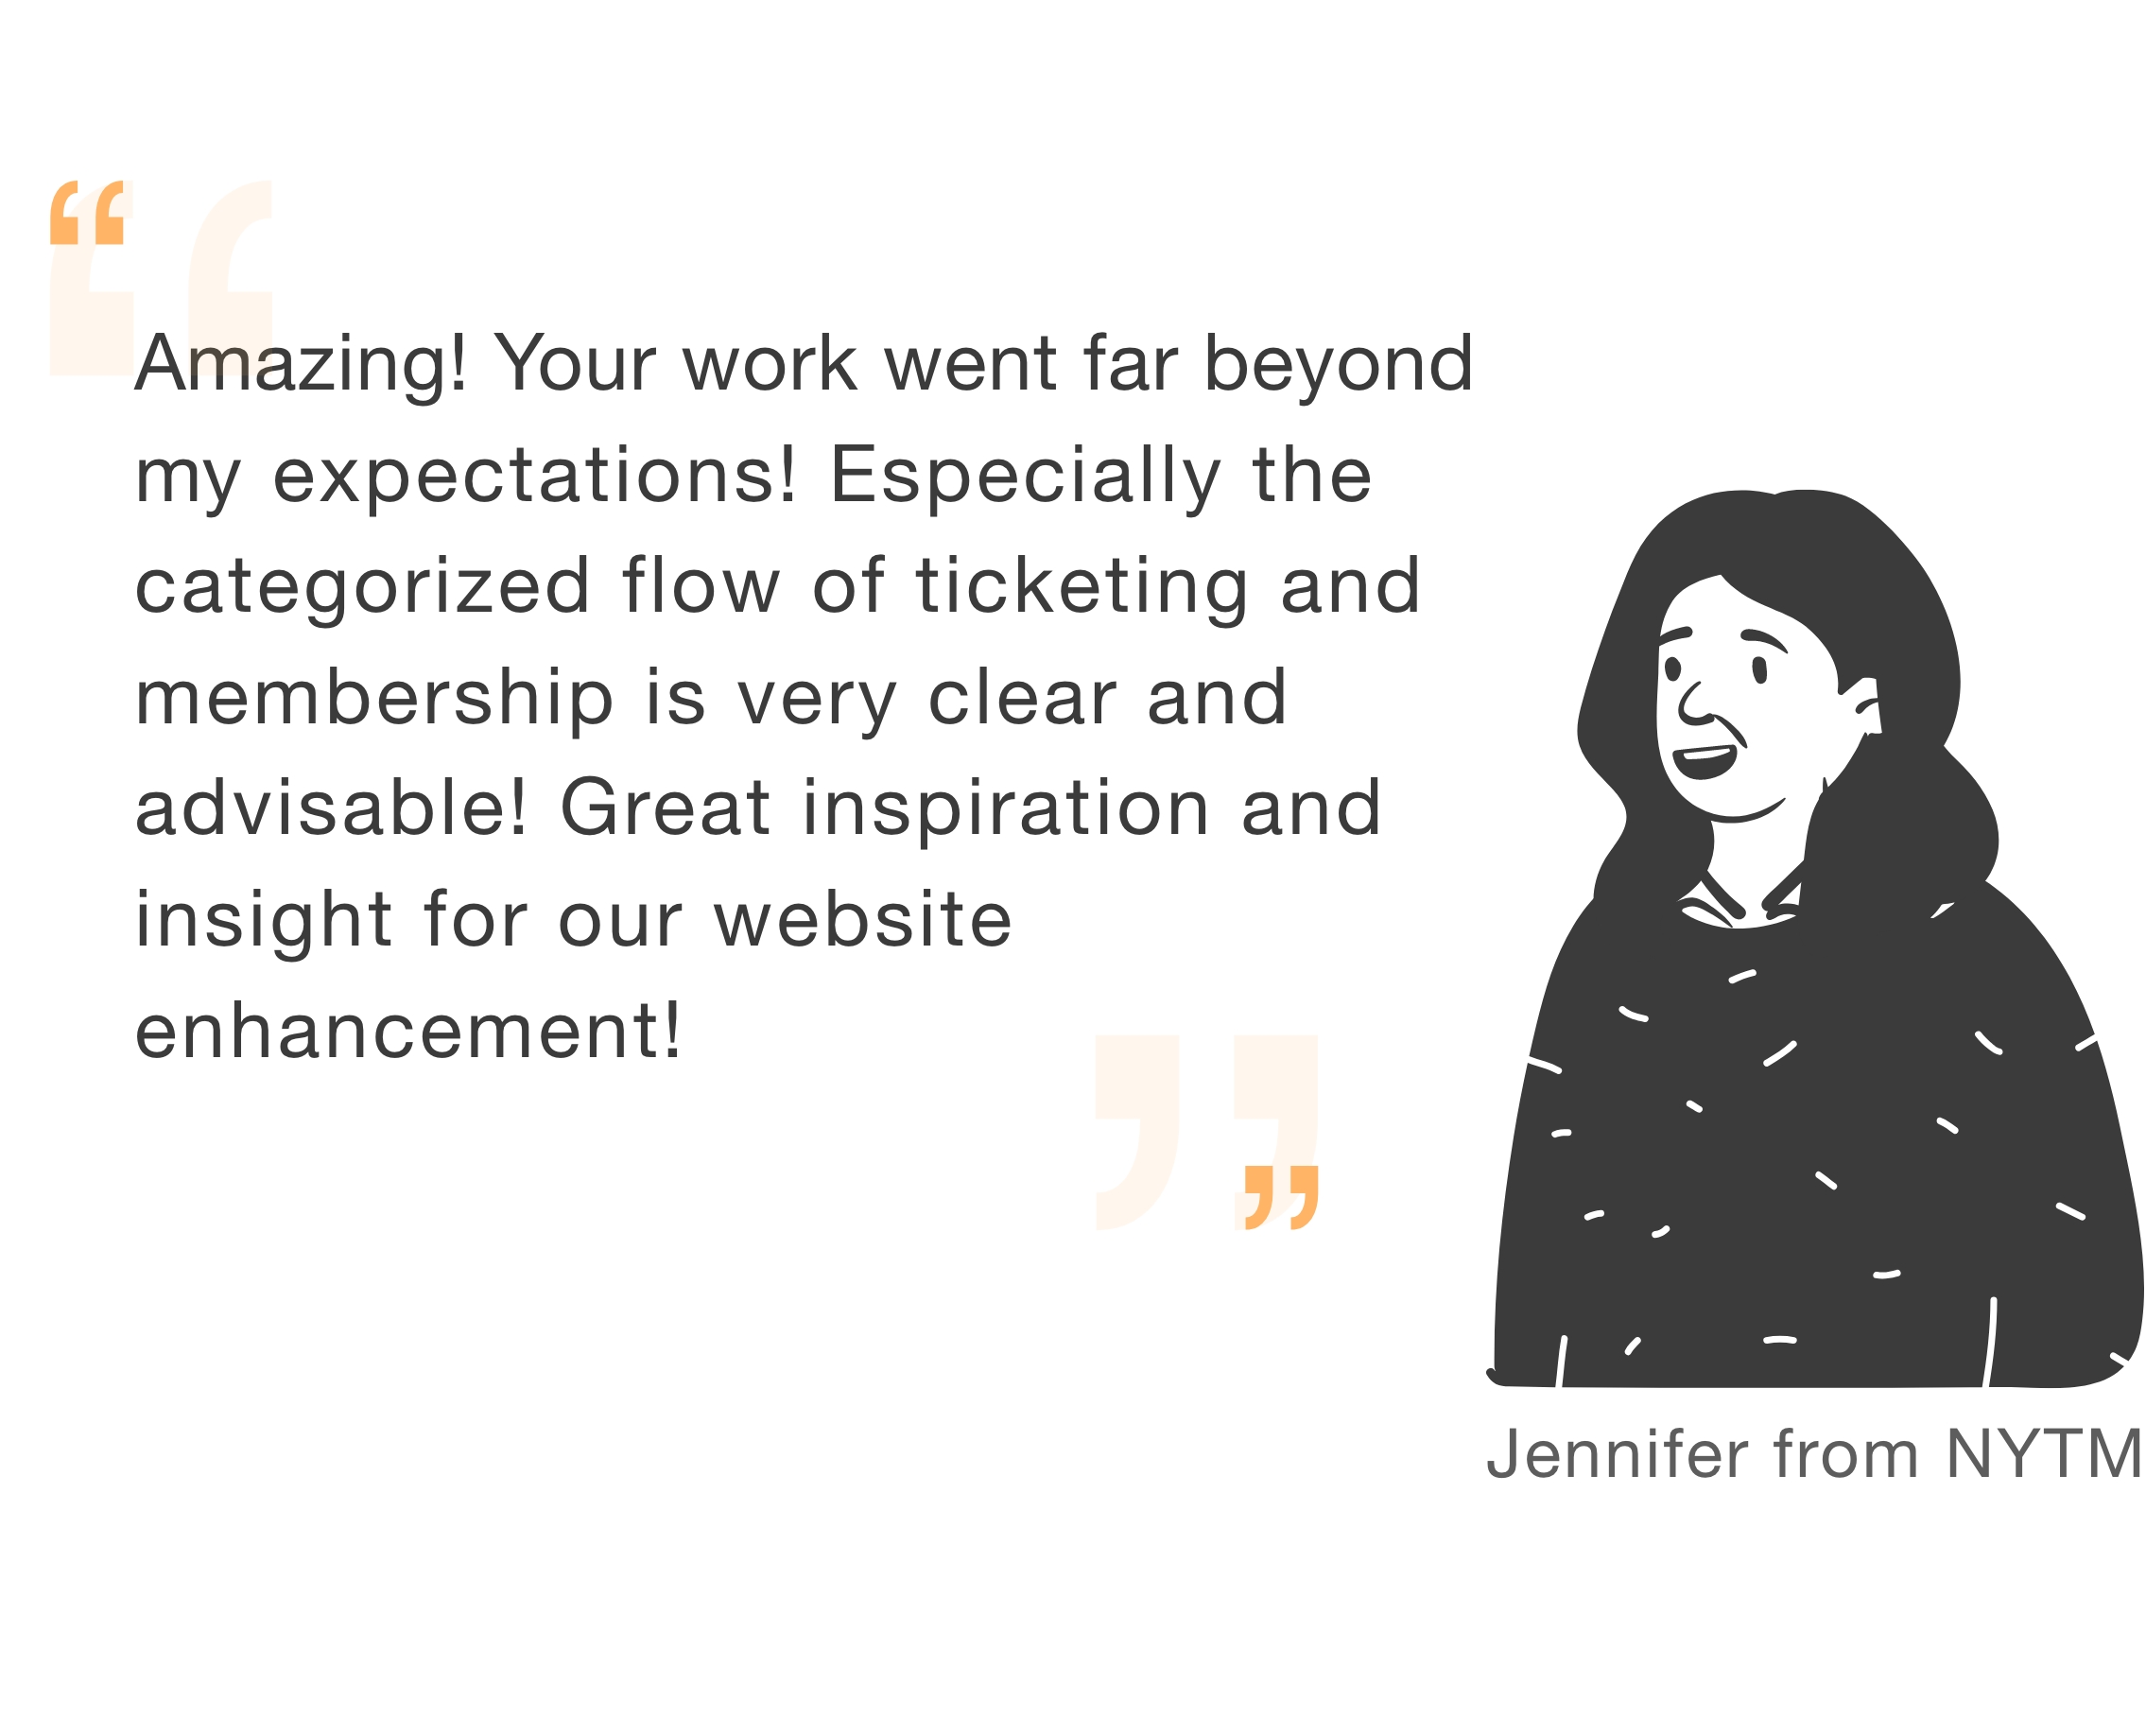 “
Amazing! Your work went far beyond
my expectations! Especially the
categorized flow of ticketing and
membership is very clear and
advisable! Great inspiration and
insight for our website
enhancement!
”
Jennifer from NYTM